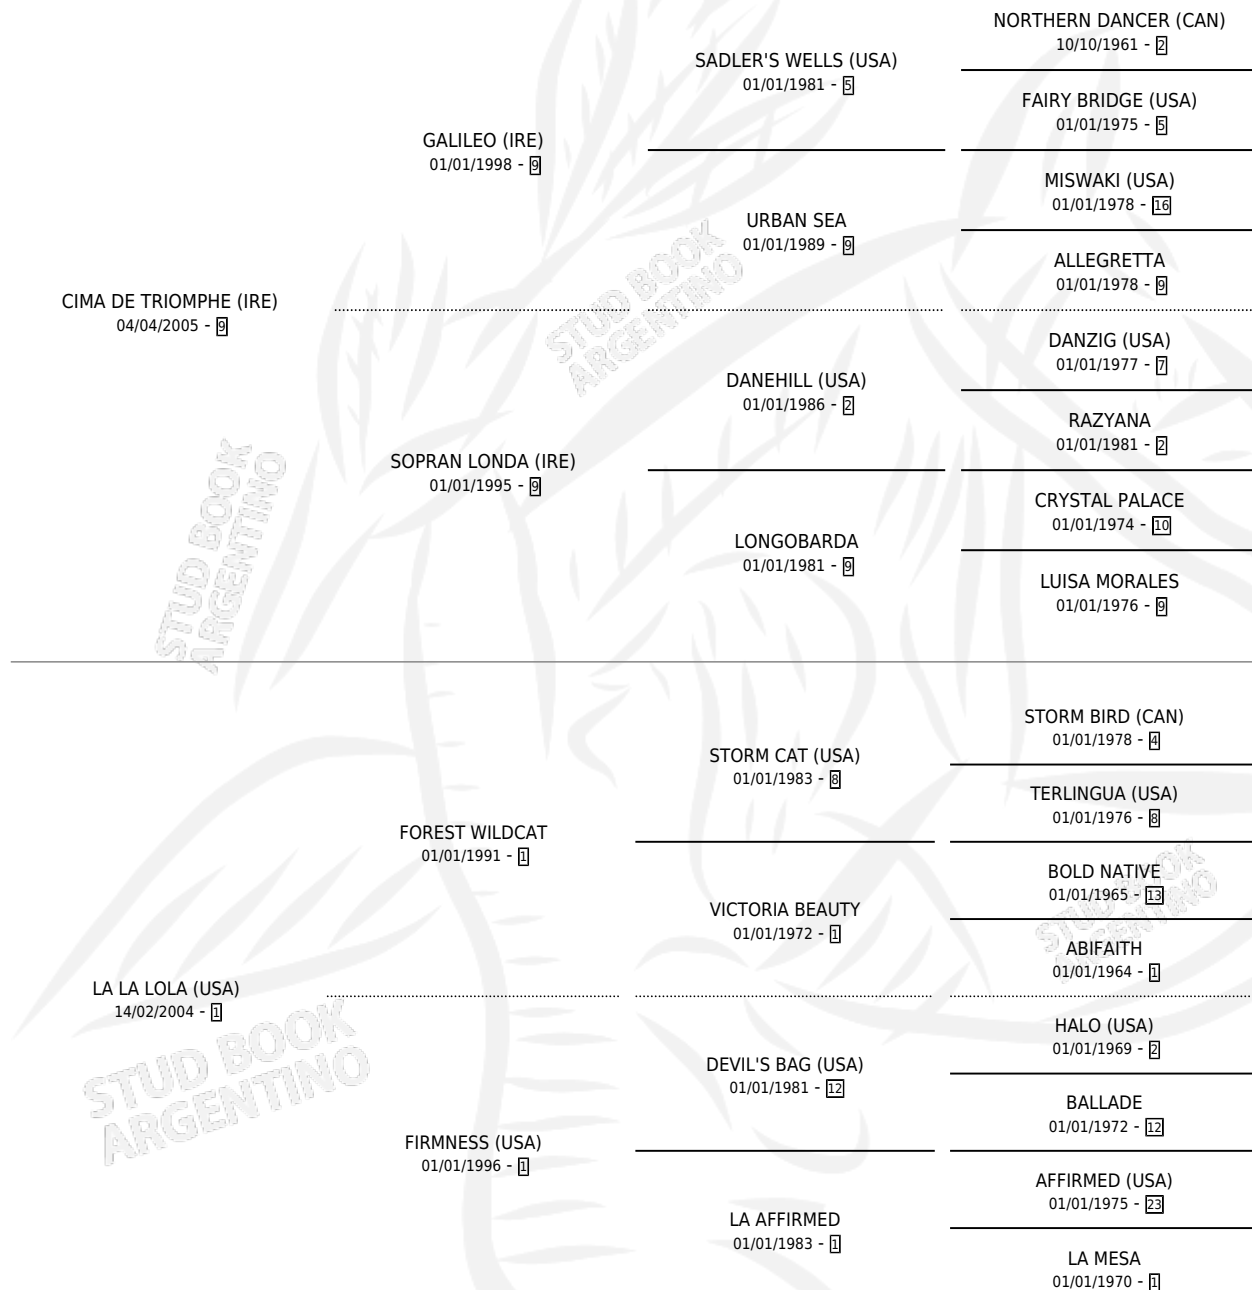 NORTHERN DANCER (CAN)
10/10/1961 - 2
SADLER'S WELLS (USA)
01/01/1981 - 5
FAIRY BRIDGE (USA)
01/01/1975 - 5
GALILEO (IRE)
01/01/1998 - 9
MISWAKI (USA)
01/01/1978 - 16
URBAN SEA
01/01/1989 - 9
ALLEGRETTA
01/01/1978 - 9
CIMA DE TRIOMPHE (IRE)
04/04/2005 - 9
DANZIG (USA)
01/01/1977 - 7
DANEHILL (USA)
01/01/1986 - 2
RAZYANA
01/01/1981 - 2
SOPRAN LONDA (IRE)
01/01/1995 - 9
CRYSTAL PALACE
01/01/1974 - 10
LONGOBARDA
01/01/1981 - 9
LUISA MORALES
01/01/1976 - 9
STORM BIRD (CAN)
01/01/1978 - 4
STORM CAT (USA)
01/01/1983 - 8
TERLINGUA (USA)
01/01/1976 - 8
FOREST WILDCAT
01/01/1991 - 1
BOLD NATIVE
01/01/1965 - 13
VICTORIA BEAUTY
01/01/1972 - 1
ABIFAITH
01/01/1964 - 1
LA LA LOLA (USA)
14/02/2004 - 1
HALO (USA)
01/01/1969 - 2
DEVIL'S BAG (USA)
01/01/1981 - 12
BALLADE
01/01/1972 - 12
FIRMNESS (USA)
01/01/1996 - 1
AFFIRMED (USA)
01/01/1975 - 23
LA AFFIRMED
01/01/1983 - 1
LA MESA
01/01/1970 - 1
STUD BOOK
ARGENTINO
STUD BOOK
ARGENTINO
STUD BOOK
ARGENTINO
STUD BOOK
ARGENTINO